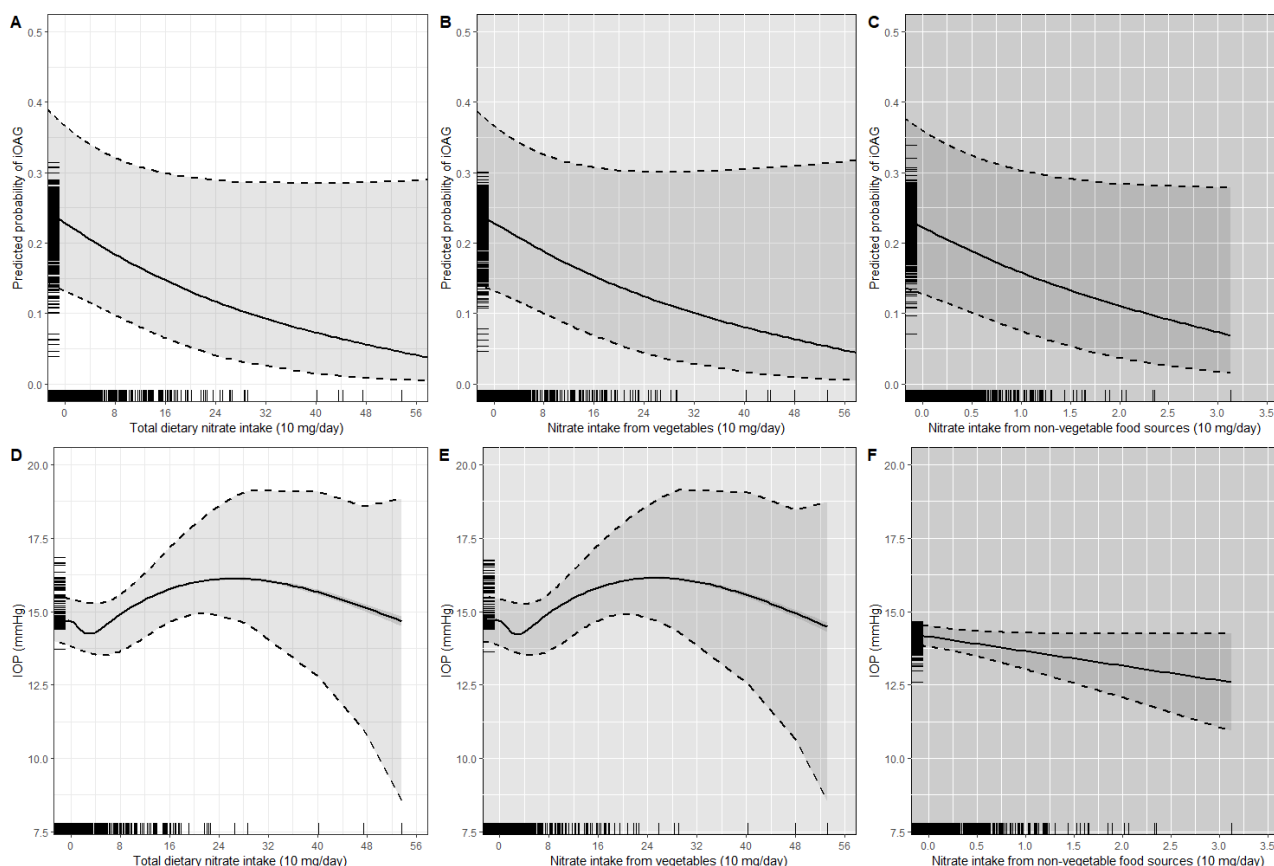 A
B
C
Predicted probability of iOAG
0.5
0.4
0.3
0.2
0.1
0.0
0 8 16 24 32 40 48 56
Total dietary nitrate intake (10 mg/day)
Predicted probability of iOAG
0.5
0.4
0.3
0.2
0.1
0.0
0 8 16 24 32 40 48 56
Nitrate intake from vegetables (10 mg/day)
Predicted probability of iOAG
0.5
0.4
0.3
0.2
0.1
0.0
0.0 0.5 1.0 1.5 2.0 2.5 3.0 3.5
Nitrate intake from non-vegetable food sources (10 mg/day)
D
E
F
IOP (mmHg)
20.0
17.5
15.0
12.5
10.0
7.5
0 8 16 24 32 40 48 56
Total dietary nitrate intake (10 mg/day)
IOP (mmHg)
20.0
17.5
15.0
12.5
10.0
7.5
0 8 16 24 32 40 48 56
Nitrate intake from vegetables (10 mg/day)
IOP (mmHg)
20.0
17.5
15.0
12.5
10.0
7.5
0.0 0.5 1.0 1.5 2.0 2.5 3.0 3.5
Nitrate intake from non-vegetable food sources (10 mg/day)